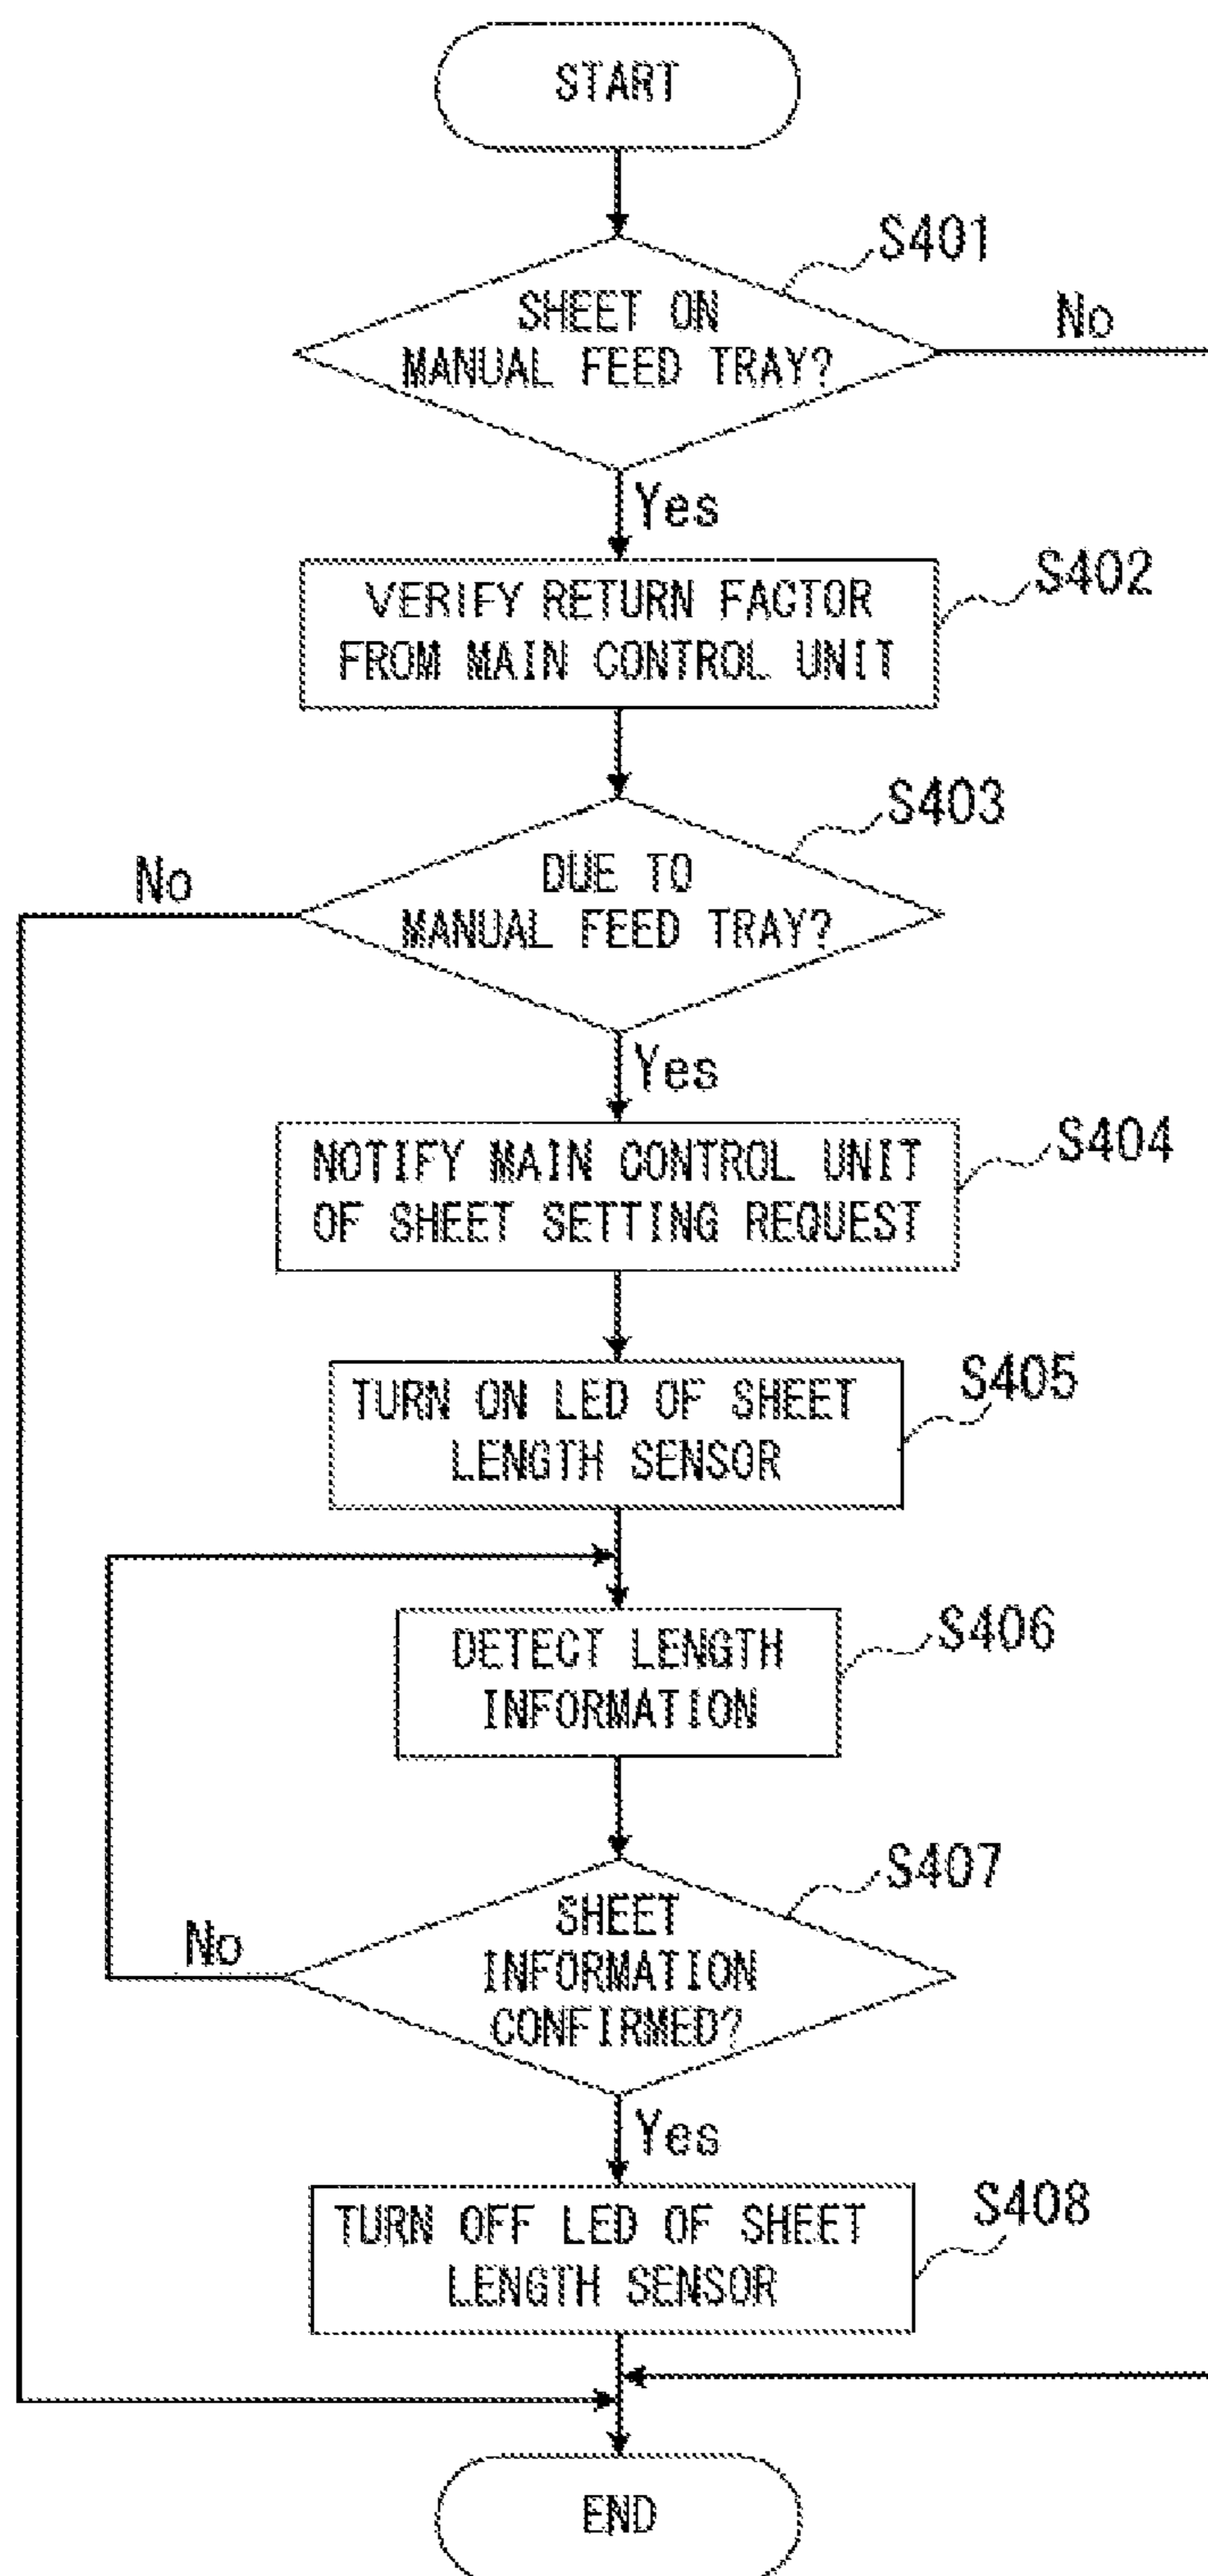 START
S401
SHEET ON
MANUAL FEED TRAY?
No
Yes
S402
VERIFY RETURN FACTOR
FROM MAIN CONTROL UNIT
S403
No
DUE TO
MANUAL FEED TRAY?
Yes
S404
NOTIFY MAIN CONTROL UNIT
OF SHEET SETTING REQUEST
S405
TURN ON LED OF SHEET
LENGTH SENSOR
S406
DETECT LENGTH
INFORMATION
S407
No
SHEET
INFORMATION
CONFIRMED?
Yes
S408
TURN OFF LED OF SHEET
LENGTH SENSOR
END